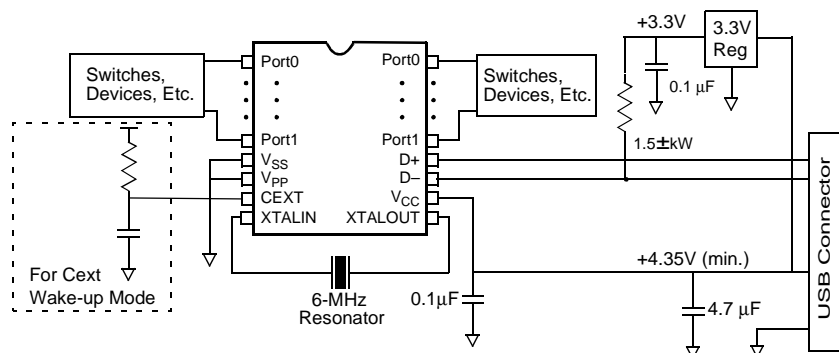 +3.3V
3.3V
Reg
0.1 µF
1.5±kW
Switches,
Devices, Etc.
Port0
Port1
VSS
VPP
CEXT
XTALIN
Port0
Port1
D+
D–
VCC
XTALOUT
Switches,
Devices, Etc.
For Cext
Wake-up Mode
6-MHz
Resonator
0.1µF
+4.35V (min.)
4.7 µF
USB Connector